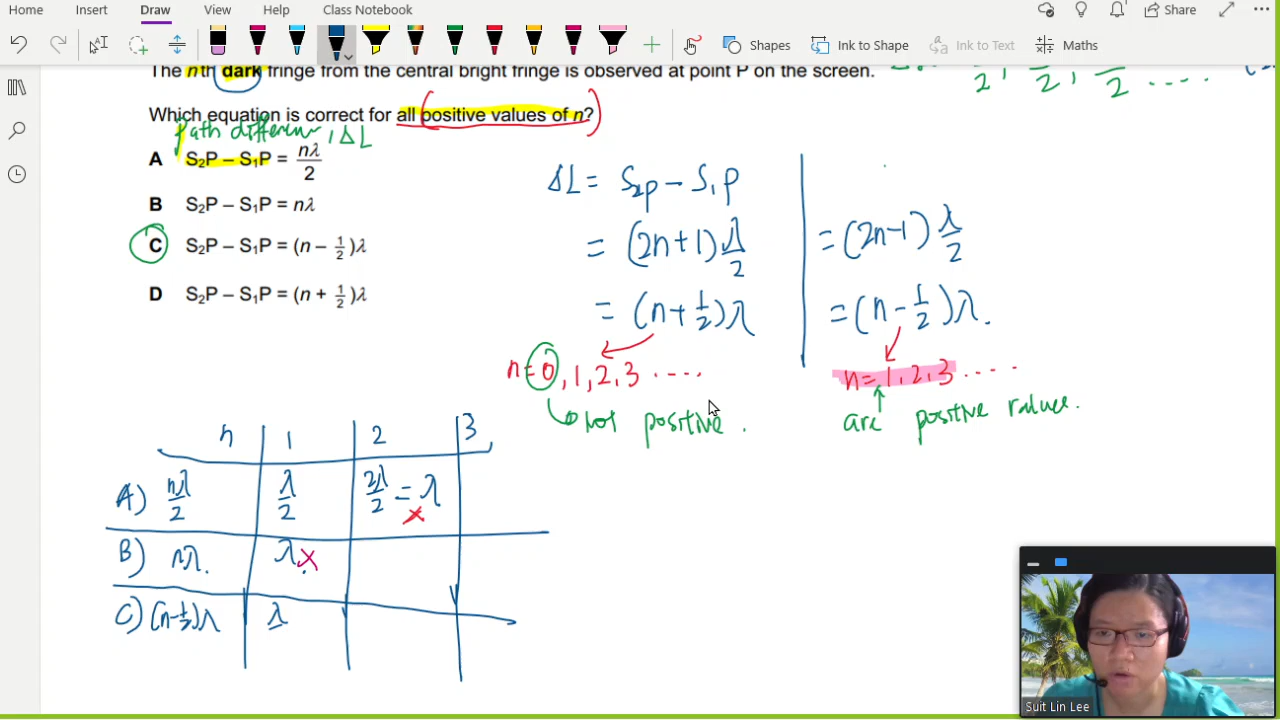 Home Insert Draw View Help Class Notebook Share
Shapes Ink to Shape Ink to Text Maths
The nth dark fringe from the central bright fringe is observed at point P on the screen.
2, 2, 2 ....
Which equation is correct for all positive values of n?
Path differen , ΔL
A S₂P – S₁P = nλ/2
B S₂P – S₁P = nλ
C S₂P – S₁P = (n – 1/2)λ
D S₂P – S₁P = (n + 1/2)λ
ΔL = S₂P – S₁P
= (2n+1) λ/2
= (n + 1/2) λ
n = 0, 1, 2, 3 ....
not positive.
= (2n-1) λ/2
= (n - 1/2) λ.
n = 1, 2, 3 ....
are positive values.
n 1 2 3
A) nλ/2 λ/2 2λ/2 = λ
x
B) nλ. λ x
C) (n-1/2)λ λ
Suit Lin Lee